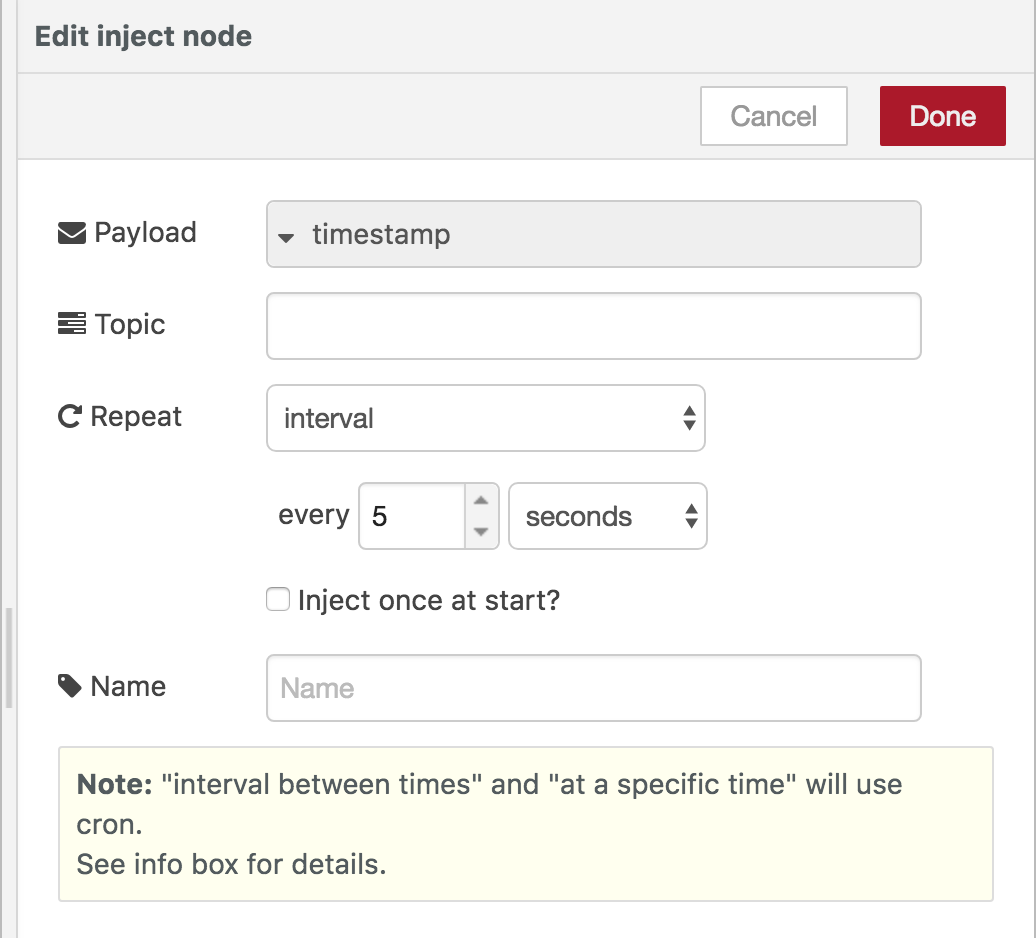 Edit inject node
Cancel Done
Payload timestamp
Topic
Repeat interval
every 5 seconds
Inject once at start?
Name Name
Note: "interval between times" and "at a specific time" will use
cron.
See info box for details.